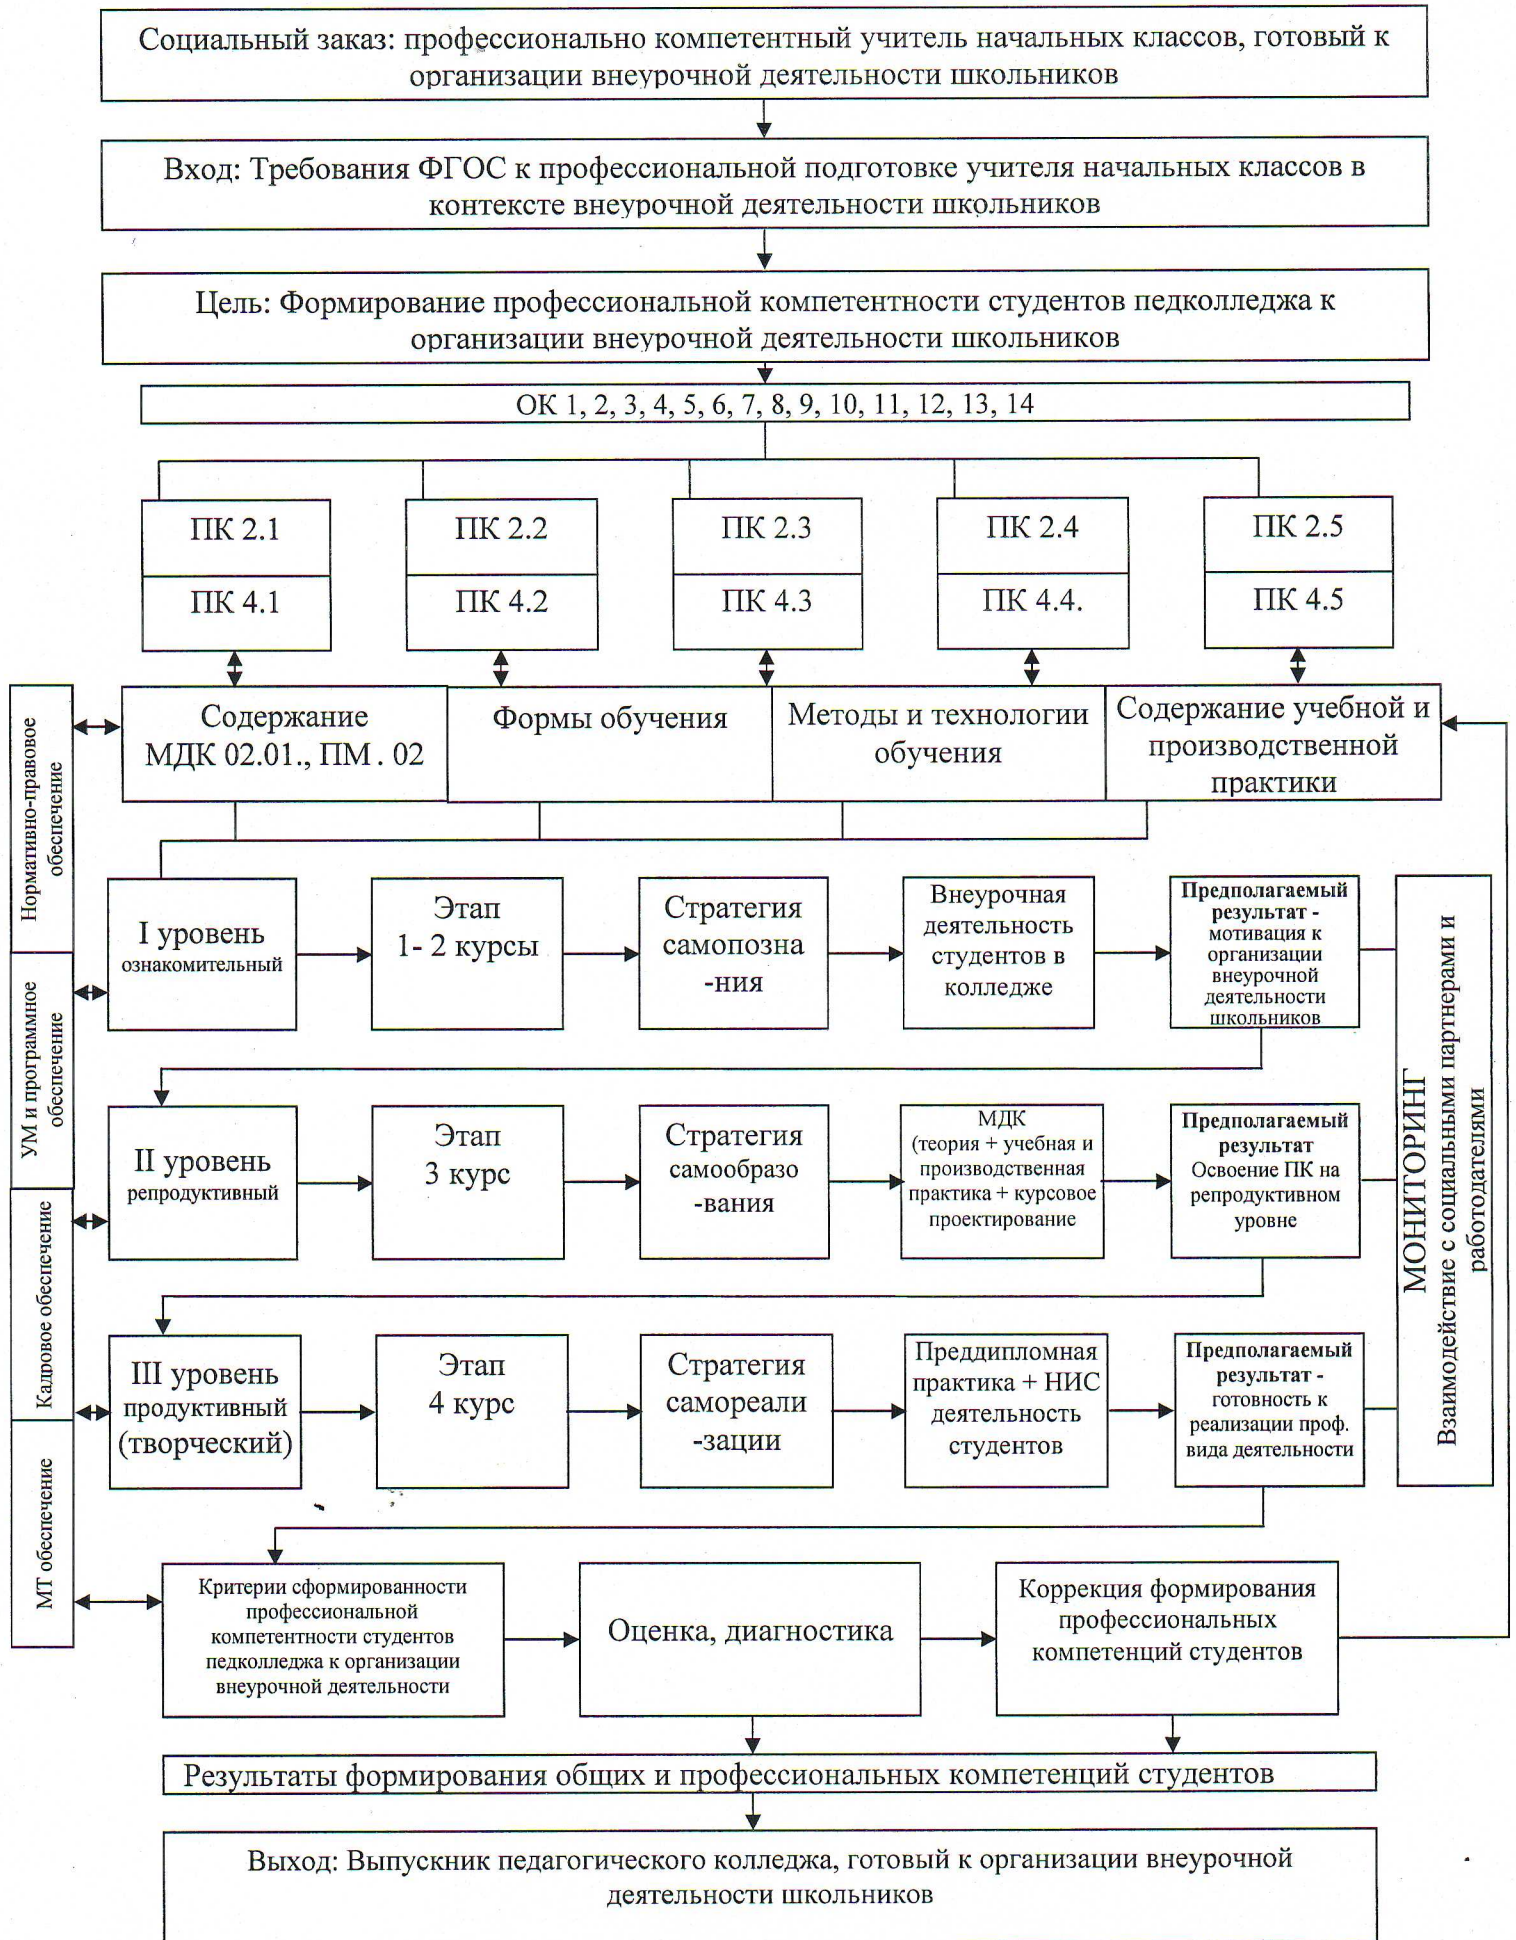 Социальный заказ: профессионально компетентный учитель начальных классов, готовый к
организации внеурочной деятельности школьников
Вход: Требования ФГОС к профессиональной подготовке учителя начальных классов в
контексте внеурочной деятельности школьников
Цель: Формирование профессиональной компетентности студентов педколледжа к
организации внеурочной деятельности школьников
ОК 1, 2, 3, 4, 5, 6, 7, 8, 9, 10, 11, 12, 13, 14
ПК 2.1
ПК 2.2
ПК 2.3
ПК 2.4
ПК 2.5
ПК 4.1
ПК 4.2
ПК 4.3
ПК 4.4.
ПК 4.5
Нормативно-правовое
обеспечение
УМ и программное
обеспечение
Кадровое обеспечение
МТ обеспечение
Содержание
МДК 02.01., ПМ . 02
Формы обучения
Методы и технологии
обучения
Содержание учебной и
производственной
практики
I уровень
ознакомительный
Этап
1- 2 курсы
Стратегия
самопозна
-ния
Внеурочная
деятельность
студентов в
колледже
Предполагаемый
результат -
мотивация к
организации
внеурочной
деятельности
школьников
II уровень
репродуктивный
Этап
3 курс
Стратегия
самообразо
-вания
МДК
(теория + учебная и
производственная
практика + курсовое
проектирование
Предполагаемый
результат
Освоение ПК на
репродуктивном
уровне
III уровень
продуктивный
(творческий)
Этап
4 курс
Стратегия
самореали
-зации
Преддипломная
практика + НИС
деятельность
студентов
Предполагаемый
результат -
готовность к
реализации проф.
вида деятельности
МОНИТОРИНГ
Взаимодействие с социальными партнерами и
работодателями
Критерии сформированности
профессиональной
компетентности студентов
педколледжа к организации
внеурочной деятельности
Оценка, диагностика
Коррекция формирования
профессиональных
компетенций студентов
Результаты формирования общих и профессиональных компетенций студентов
Выход: Выпускник педагогического колледжа, готовый к организации внеурочной
деятельности школьников